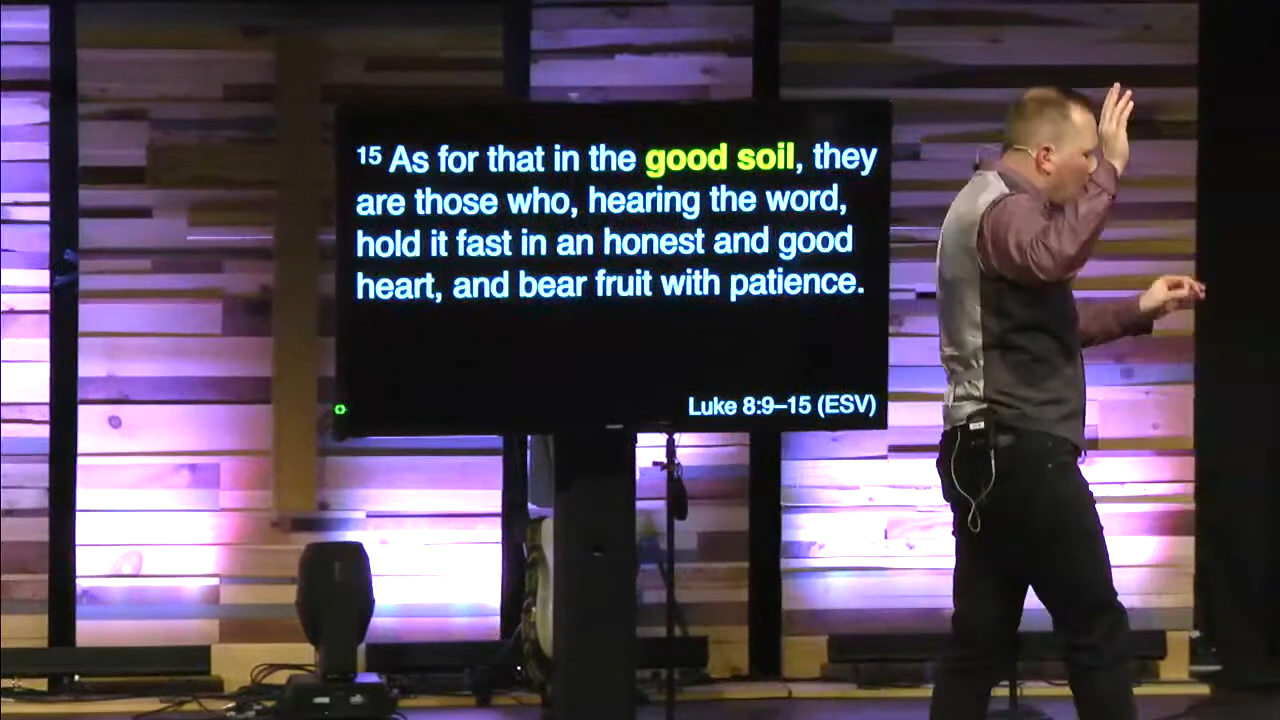 15 As for that in the good soil, they
are those who, hearing the word,
hold it fast in an honest and good
heart, and bear fruit with patience.
Luke 8:9–15 (ESV)